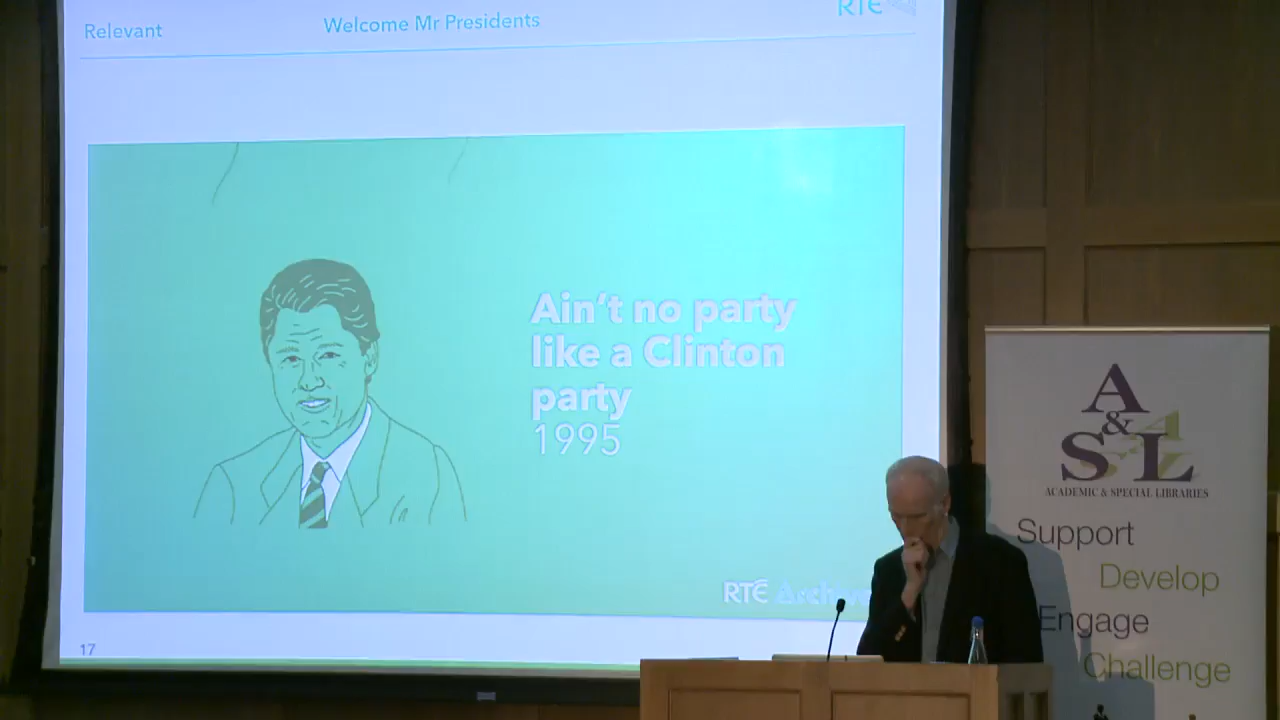 Relevant
Welcome Mr Presidents
RTÉ
Ain't no party
like a Clinton
party
1995
RTÉ Archives
17
A
&
S L
ACADEMIC & SPECIAL LIBRARIES
Support
Develop
Engage
Challenge